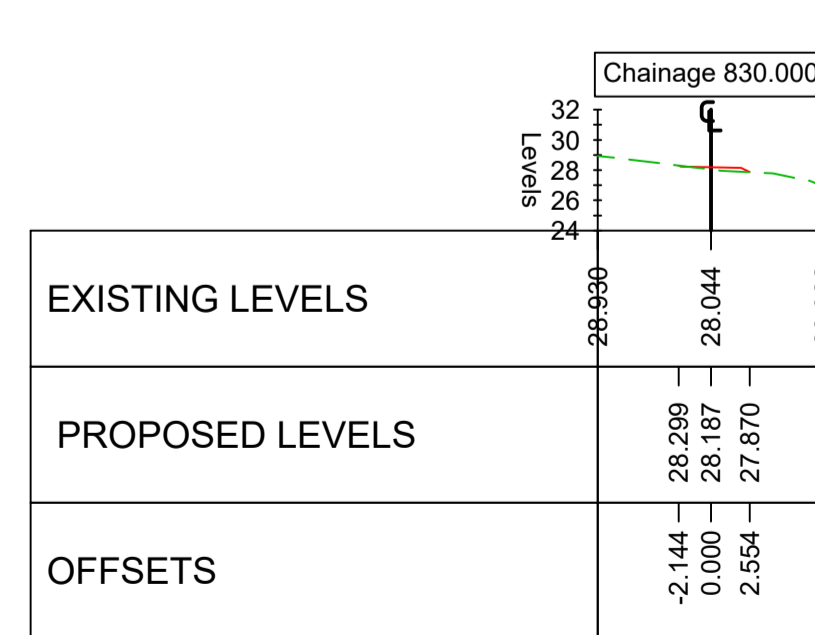 Chainage 830.000
32
30
28
26
24
Levels
EXISTING LEVELS
28.930
28.044
PROPOSED LEVELS
28.299
28.187
27.870
OFFSETS
-2.144
0.000
2.554